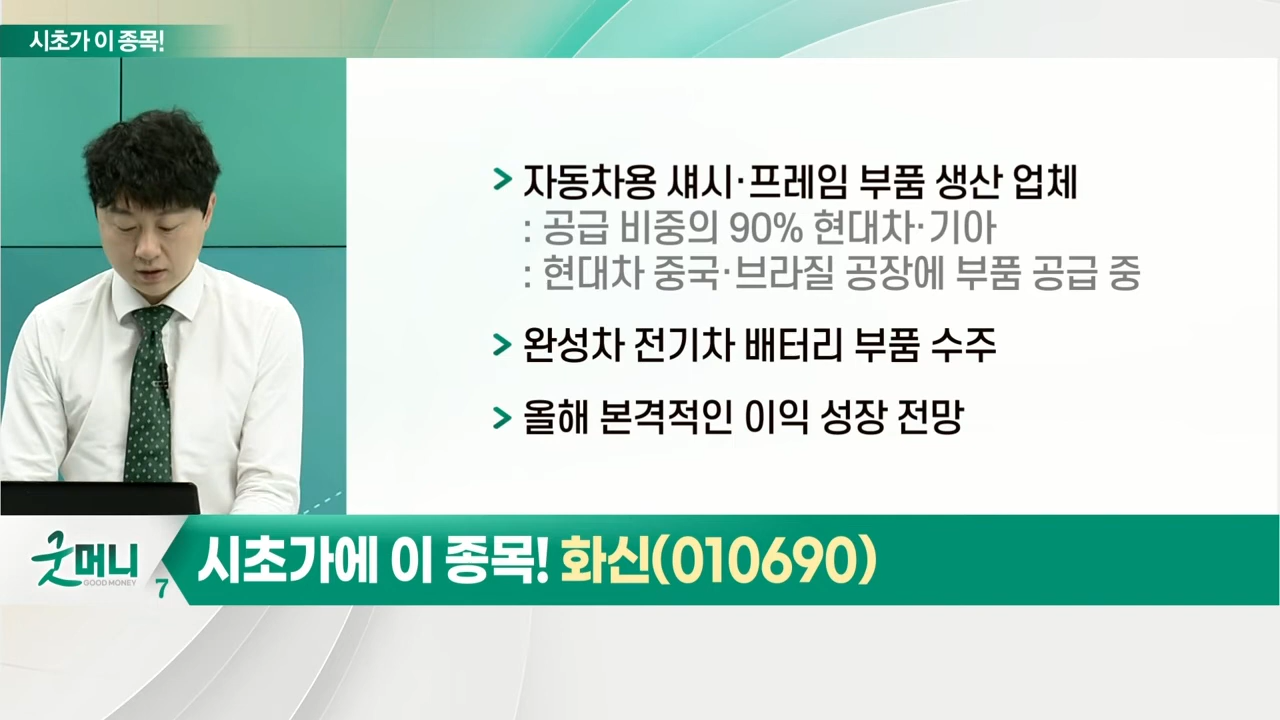 시초가 이 종목!
> 자동차용 섀시·프레임 부품 생산 업체
: 공급 비중의 90% 현대차·기아
: 현대차 중국·브라질 공장에 부품 공급 중
> 완성차 전기차 배터리 부품 수주
> 올해 본격적인 이익 성장 전망
굿머니
GOOD MONEY
7
시초가에 이 종목! 화신(010690)